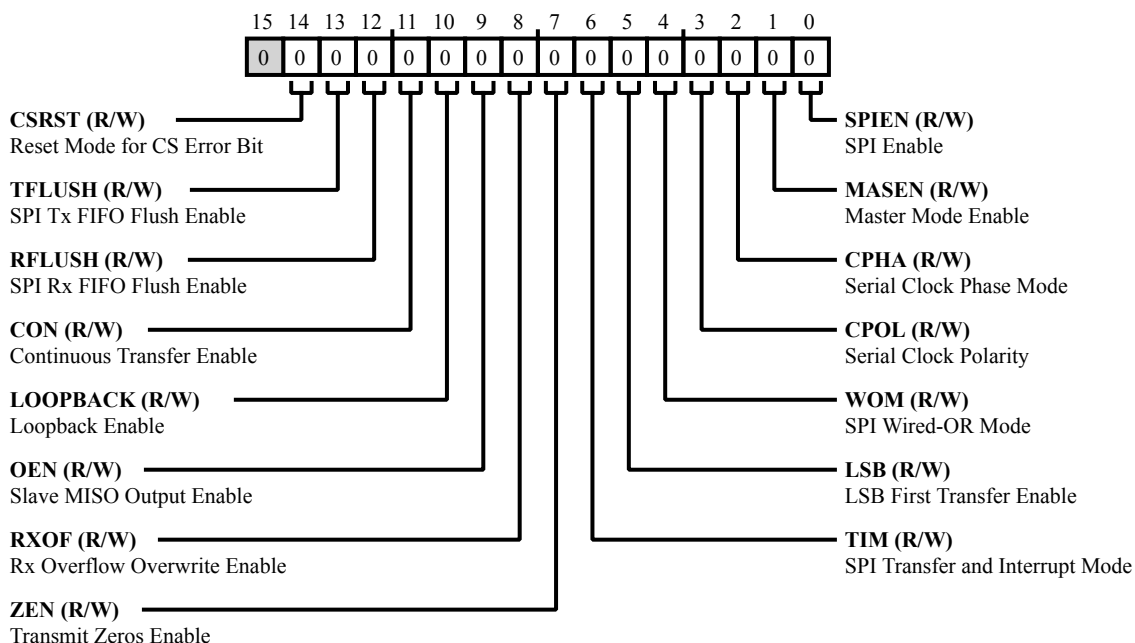 15 14 13 12 11 10 9 8 7 6 5 4 3 2 1 0
0 0 0 0 0 0 0 0 0 0 0 0 0 0 0 0
CSRST (R/W)
Reset Mode for CS Error Bit
TFLUSH (R/W)
SPI Tx FIFO Flush Enable
RFLUSH (R/W)
SPI Rx FIFO Flush Enable
CON (R/W)
Continuous Transfer Enable
LOOPBACK (R/W)
Loopback Enable
OEN (R/W)
Slave MISO Output Enable
RXOF (R/W)
Rx Overflow Overwrite Enable
ZEN (R/W)
Transmit Zeros Enable
SPIEN (R/W)
SPI Enable
MASEN (R/W)
Master Mode Enable
CPHA (R/W)
Serial Clock Phase Mode
CPOL (R/W)
Serial Clock Polarity
WOM (R/W)
SPI Wired-OR Mode
LSB (R/W)
LSB First Transfer Enable
TIM (R/W)
SPI Transfer and Interrupt Mode